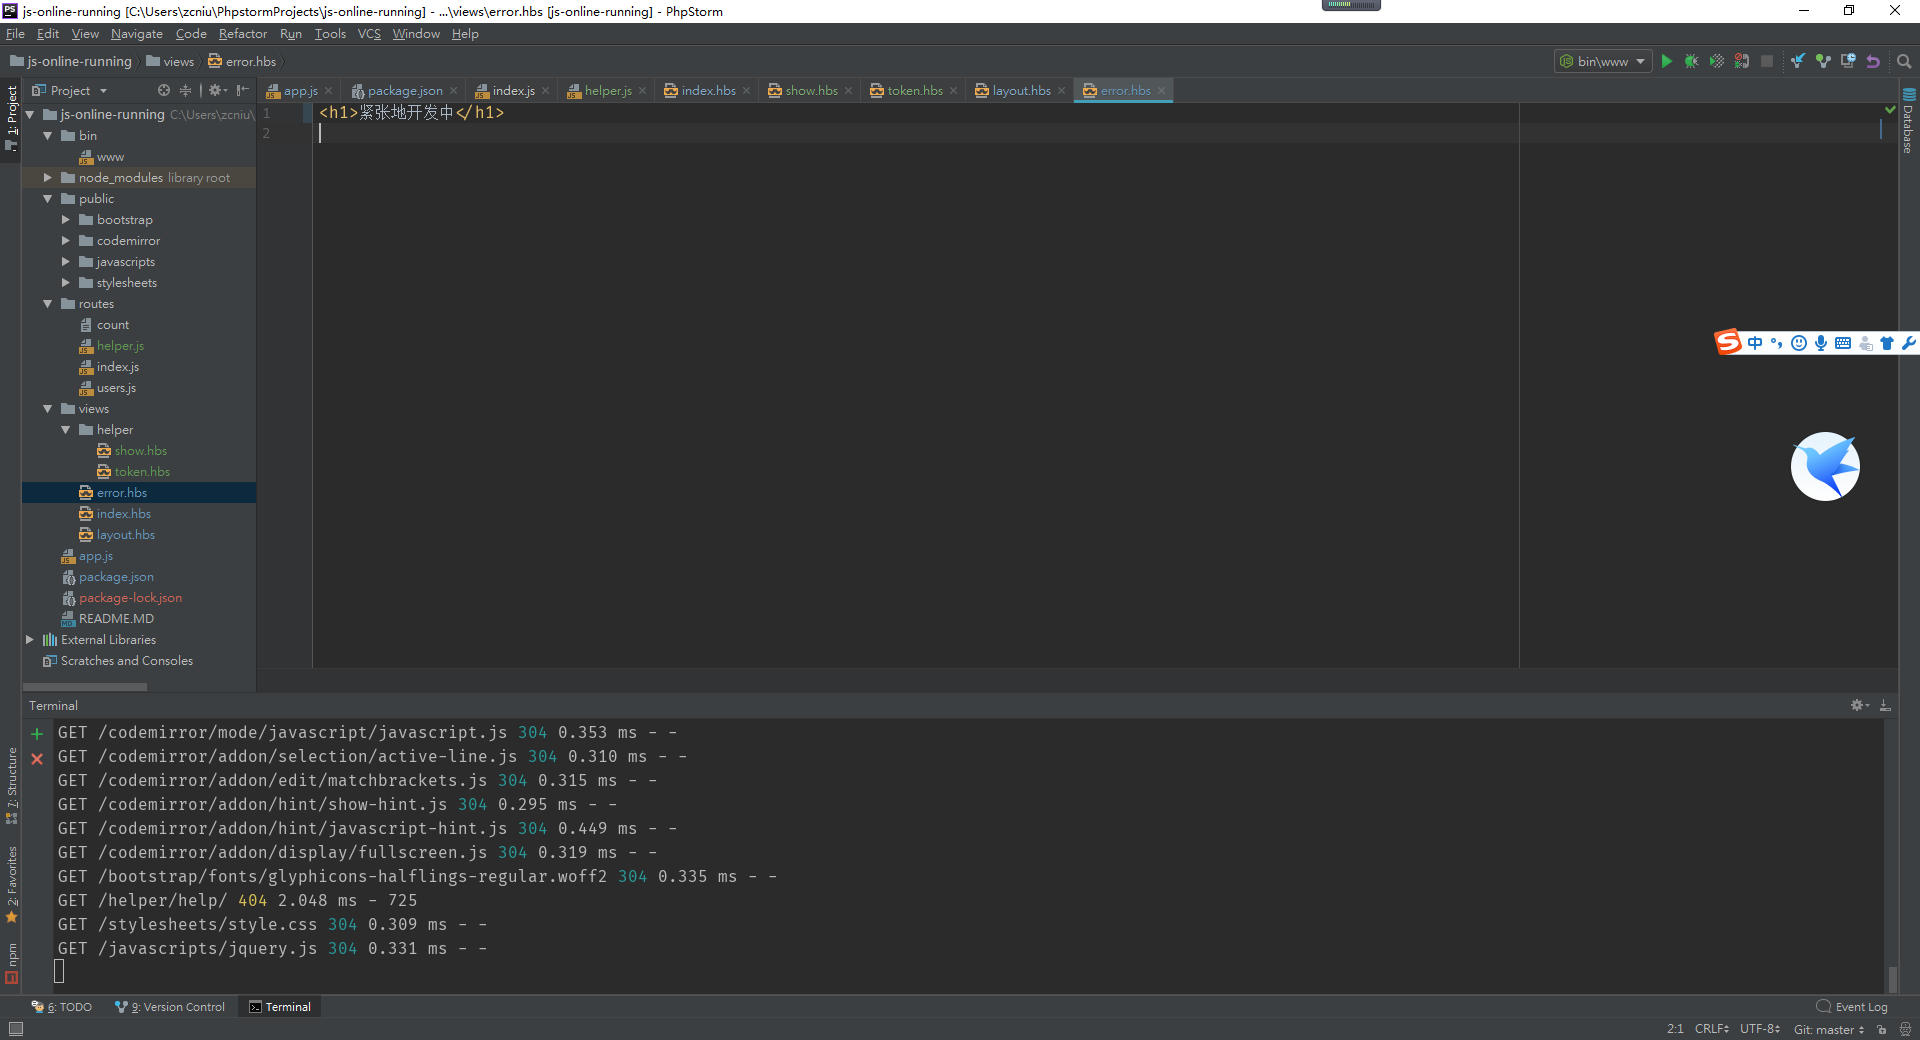 js-online-running [C:\Users\zcniu\PhpstormProjects\js-online-running] - ...\views\error.hbs [js-online-running] - PhpStorm
File Edit View Navigate Code Refactor Run Tools VCS Window Help
js-online-running views error.hbs bin\www
Project app.js package.json index.js helper.js index.hbs show.hbs token.hbs layout.hbs error.hbs
1: Project
Database
js-online-running C:\Users\zcniu\
bin
www
node_modules library root
public
bootstrap
codemirror
javascripts
stylesheets
routes
count
helper.js
index.js
users.js
views
helper
show.hbs
token.hbs
error.hbs
index.hbs
layout.hbs
app.js
package.json
package-lock.json
README.MD
External Libraries
Scratches and Consoles
1 <h1>紧张地开发中</h1>
2
中
Terminal
GET /codemirror/mode/javascript/javascript.js 304 0.353 ms - -
GET /codemirror/addon/selection/active-line.js 304 0.310 ms - -
GET /codemirror/addon/edit/matchbrackets.js 304 0.315 ms - -
GET /codemirror/addon/hint/show-hint.js 304 0.295 ms - -
GET /codemirror/addon/hint/javascript-hint.js 304 0.449 ms - -
GET /codemirror/addon/display/fullscreen.js 304 0.319 ms - -
GET /bootstrap/fonts/glyphicons-halflings-regular.woff2 304 0.335 ms - -
GET /helper/help/ 404 2.048 ms - 725
GET /stylesheets/style.css 304 0.309 ms - -
GET /javascripts/jquery.js 304 0.331 ms - -
7: Structure
2: Favorites
npm
6: TODO 9: Version Control Terminal Event Log
2:1 CRLF UTF-8 Git: master